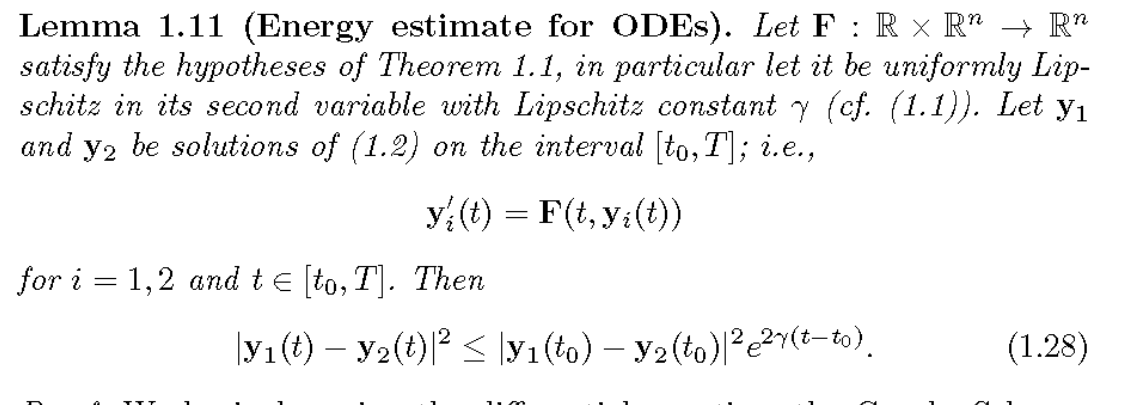 Lemma 1.11 (Energy estimate for ODEs). Let F : ℝ × ℝⁿ → ℝⁿ
satisfy the hypotheses of Theorem 1.1, in particular let it be uniformly Lip-
schitz in its second variable with Lipschitz constant γ (cf. (1.1)). Let y₁
and y₂ be solutions of (1.2) on the interval [t₀, T]; i.e.,
y′ᵢ(t) = F(t, yᵢ(t))
for i = 1, 2 and t ∈ [t₀, T]. Then
|y₁(t) − y₂(t)|² ≤ |y₁(t₀) − y₂(t₀)|²e^{2γ(t−t₀)}. (1.28)